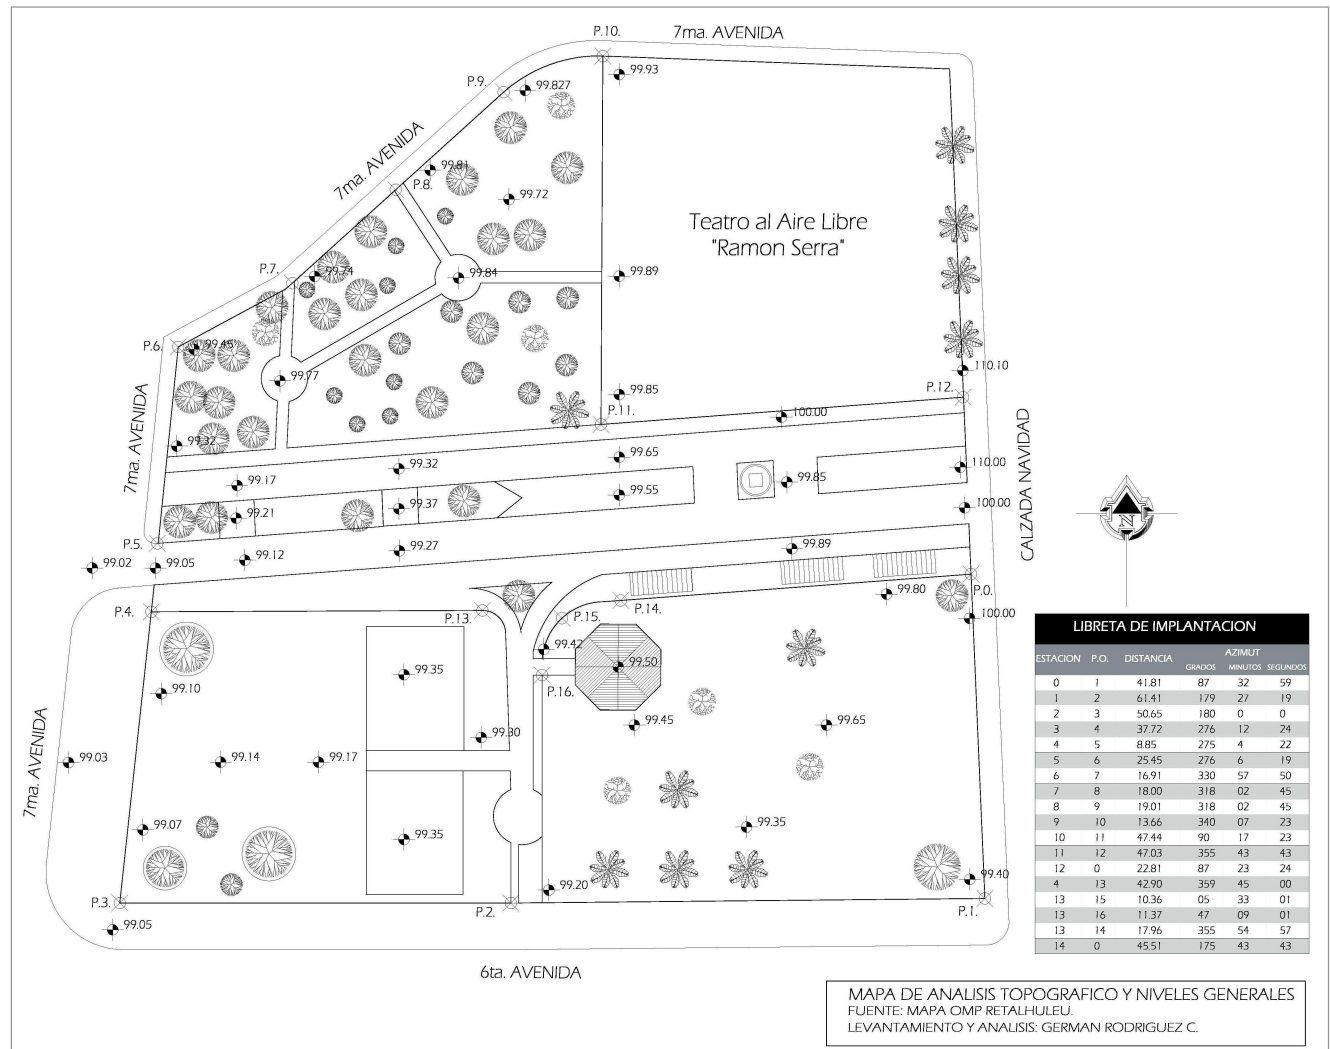 P.10.
7ma. AVENIDA
99.93
P.9.
99.827
7ma. AVENIDA
99.81
P.8.
99.72
Teatro al Aire Libre
"Ramon Serra"
P.7.
99.74
99.84
99.89
P.6.
99.45
99.77
110.10
P.12.
99.85
7ma. AVENIDA
P.11.
100.00
99.32
CALZADA NAVIDAD
99.65
99.32
110.00
99.17
99.85
99.55
99.37
100.00
99.21
P.5.
99.27
99.89
99.12
99.02
99.05
P.0.
99.80
P.14.
P.4.
P.13.
P.15.
100.00
N
99.42
99.50
99.35
P.16.
99.10
99.45
99.65
99.30
7ma. AVENIDA
99.03
99.14
99.17
99.07
99.35
99.35
99.40
99.20
P.3.
P.2.
P.1.
99.05
6ta. AVENIDA
LIBRETA DE IMPLANTACION
ESTACION P.O. DISTANCIA AZIMUT
GRADOS MINUTOS SEGUNDOS
0 1 41.81 87 32 59
1 2 61.41 179 27 19
2 3 50.65 180 0 0
3 4 37.72 276 12 24
4 5 8.85 275 4 22
5 6 25.45 276 6 19
6 7 16.91 330 57 50
7 8 18.00 318 02 45
8 9 19.01 318 02 45
9 10 13.66 340 07 23
10 11 47.44 90 17 23
11 12 47.03 355 43 43
12 0 22.81 87 23 24
4 13 42.90 359 45 00
13 15 10.36 05 33 01
13 16 11.37 47 09 01
13 14 17.96 355 54 57
14 0 45.51 175 43 43
MAPA DE ANALISIS TOPOGRAFICO Y NIVELES GENERALES
FUENTE: MAPA OMP RETALHULEU.
LEVANTAMIENTO Y ANALISIS: GERMAN RODRIGUEZ C.